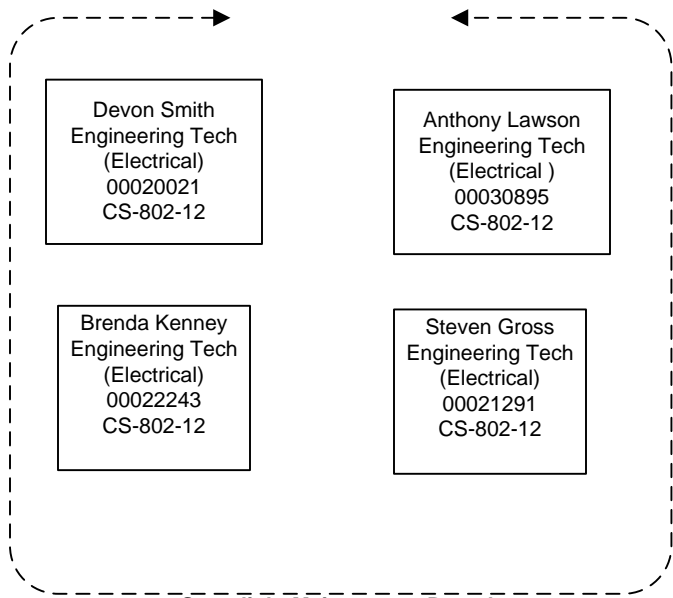 Devon Smith
Engineering Tech
(Electrical)
00020021
CS-802-12
Anthony Lawson
Engineering Tech
(Electrical )
00030895
CS-802-12
Brenda Kenney
Engineering Tech
(Electrical)
00022243
CS-802-12
Steven Gross
Engineering Tech
(Electrical)
00021291
CS-802-12